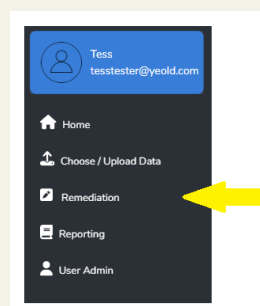 Tess
tesstester@yeold.com
Home
Choose / Upload Data
Remediation
Reporting
User Admin